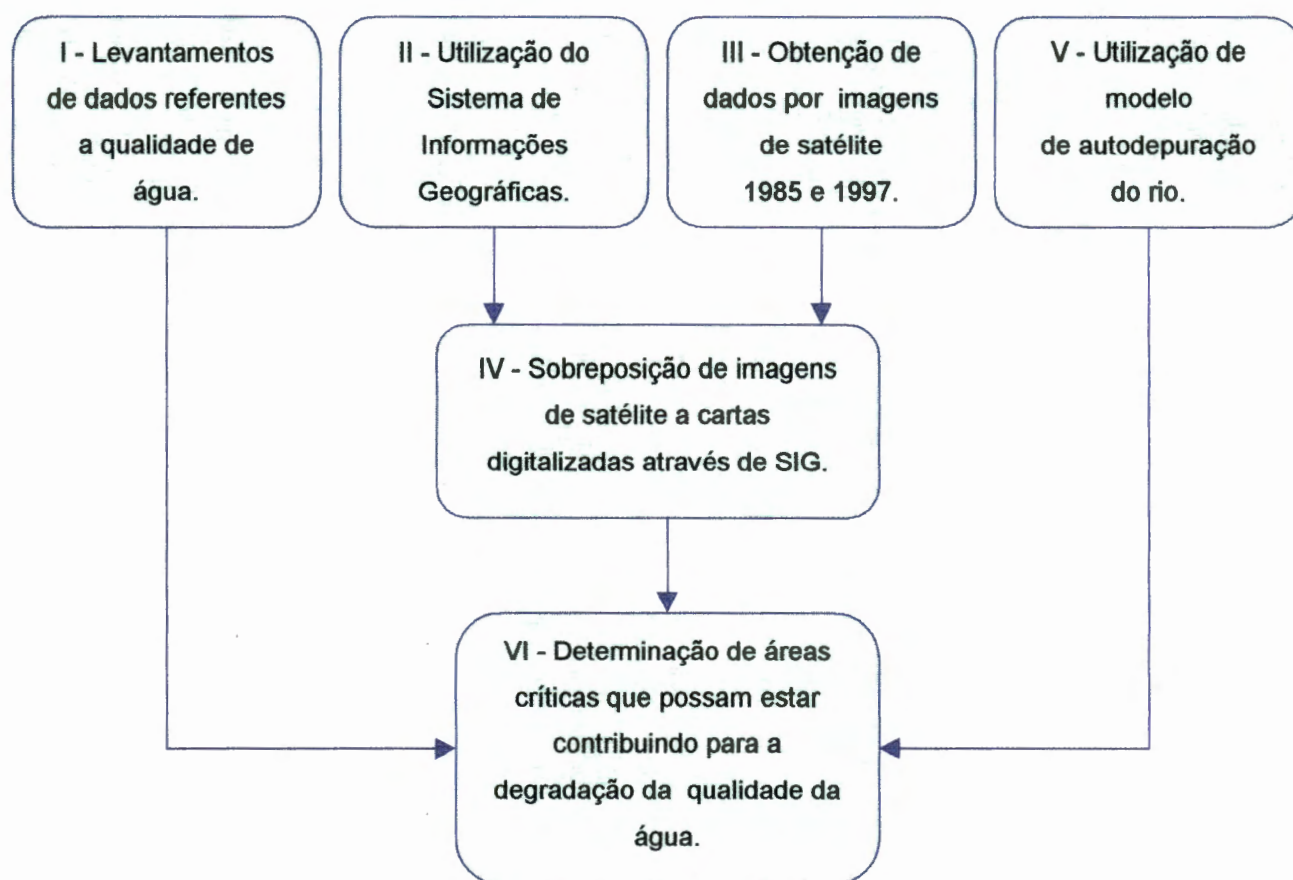 I - Levantamentos
de dados referentes
a qualidade de
água.
II - Utilização do
Sistema de
Informações
Geográficas.
III - Obtenção de
dados por imagens
de satélite
1985 e 1997.
V - Utilização de
modelo
de autodepuração
do rio.
IV - Sobreposição de imagens
de satélite a cartas
digitalizadas através de SIG.
VI - Determinação de áreas
críticas que possam estar
contribuindo para a
degradação da qualidade da
água.